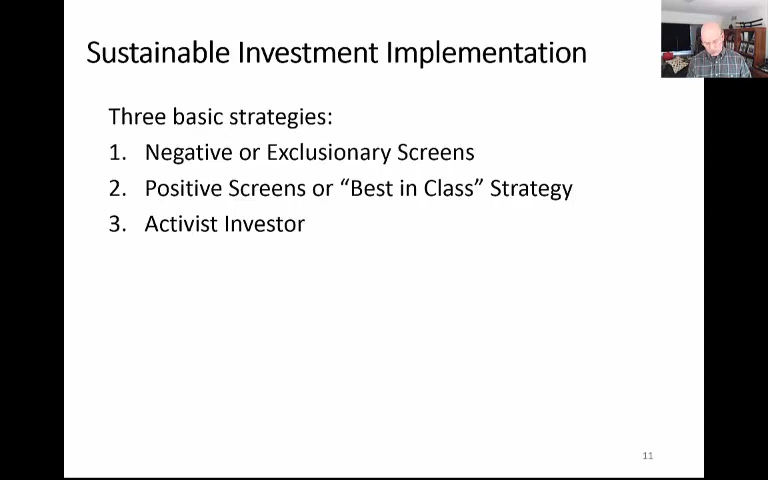 Sustainable Investment Implementation
Three basic strategies:
1. Negative or Exclusionary Screens
2. Positive Screens or “Best in Class” Strategy
3. Activist Investor
11